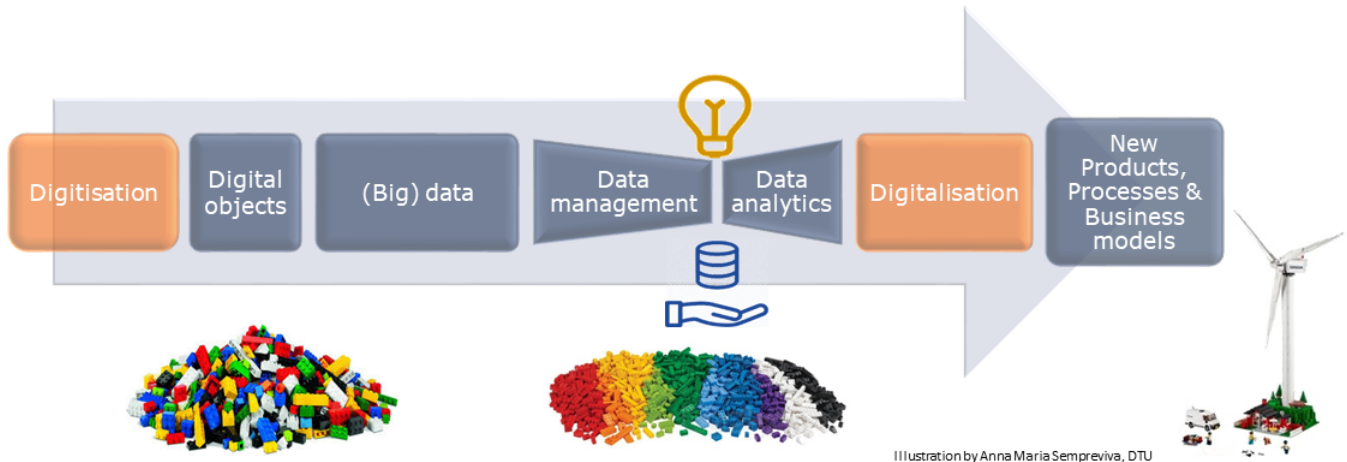 Digitisation
Digital
objects
(Big) data
Data
management
Data
analytics
Digitalisation
New
Products,
Processes &
Business
models
Illustration by Anna Maria Sempreviva, DTU